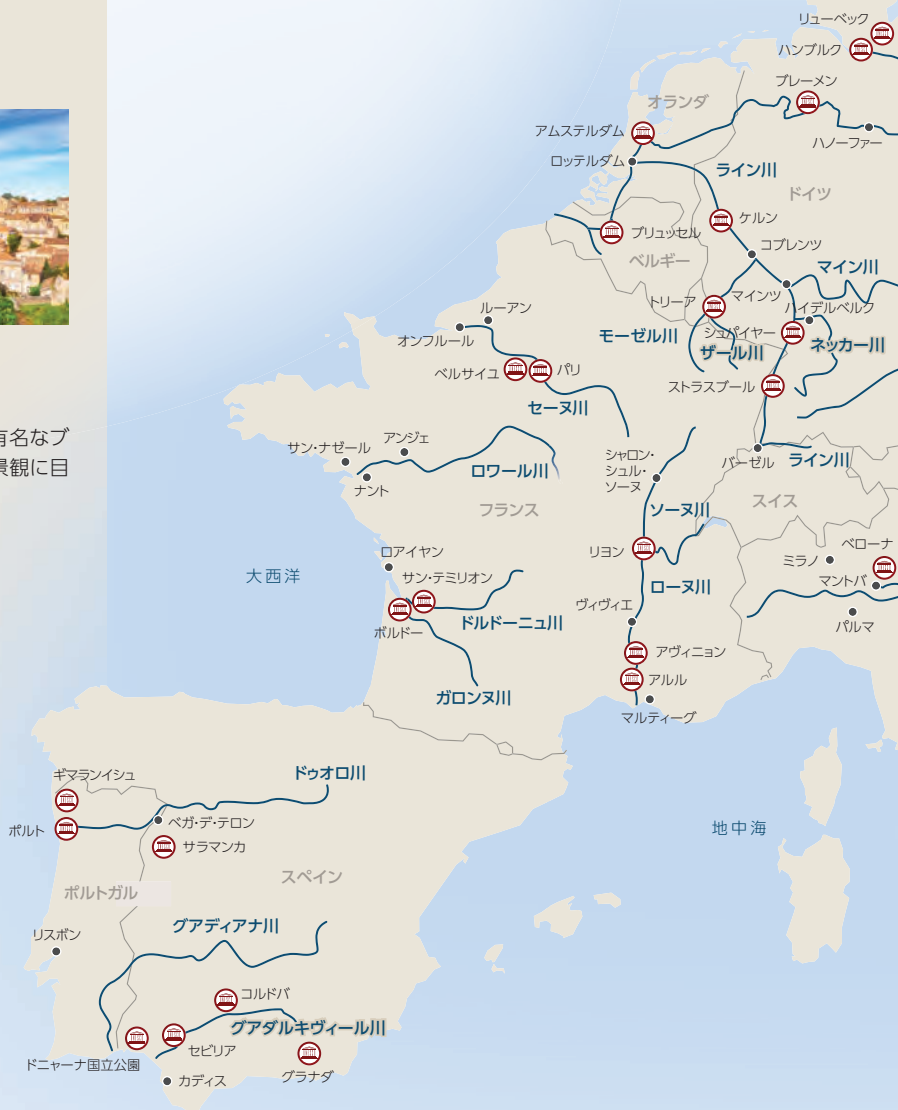 リューベック
ハンブルク
ブレーメン
オランダ
アムステルダム
ハノーファー
ロッテルダム
ライン川
ドイツ
ケルン
ブリュッセル
コブレンツ
ベルギー
マイン川
トリーア
マインツ
ハイデルベルク
ルーアン
オンフルール
モーゼル川
シュパイヤー
ネッカー川
ザール川
ベルサイユ
パリ
ストラスブール
セーヌ川
有名なブ
景観に目
アンジェ
サン・ナゼール
シャロン・
シュル・
ソーヌ
バーゼル
ライン川
ロワール川
ナント
スイス
フランス
ソーヌ川
ベローナ
ロアイヤン
リヨン
ミラノ
大西洋
サン・テミリオン
マントバ
ローヌ川
ヴィヴィエ
ドルドーニュ川
パルマ
ボルドー
アヴィニョン
アルル
ガロンヌ川
マルティーグ
ギマランイシュ
ドゥオロ川
ポルト
ベガ・デ・テロン
地中海
サラマンカ
スペイン
ポルトガル
グアディアナ川
リスボン
コルドバ
グアダルキヴィール川
セビリア
ドニャーナ国立公園
グラナダ
カディス